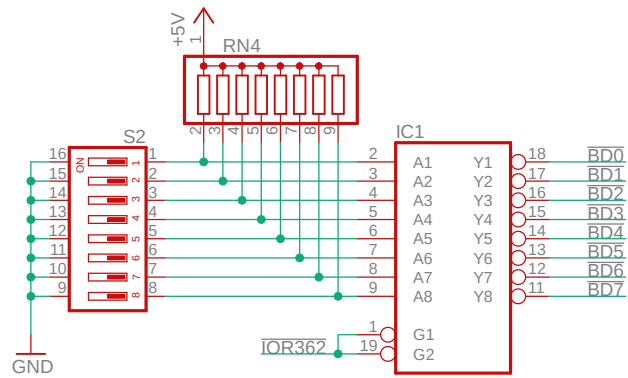 +5V
1
RN4
2 3 4 5 6 7 8 9
S2
IC1
ON
16 1 1 2 A1 Y1 18 BD0
15 2 2 3 A2 Y2 17 BD1
14 3 3 4 A3 Y3 16 BD2
13 4 4 5 A4 Y4 15 BD3
12 5 5 6 A5 Y5 14 BD4
11 6 6 7 A6 Y6 13 BD5
10 7 7 8 A7 Y7 12 BD6
9 8 8 9 A8 Y8 11 BD7
1 G1
IOR362 19 G2
GND